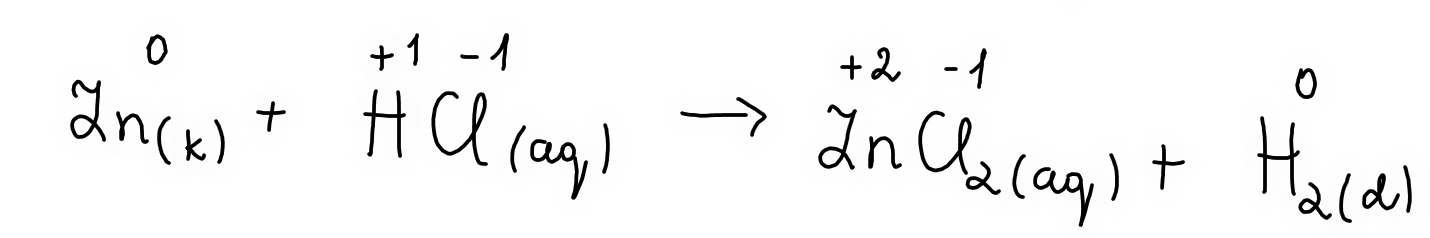 0 +1 -1 +2 -1 0
Zn(k) + HCl(aq) → ZnCl2(aq) + H2(d)